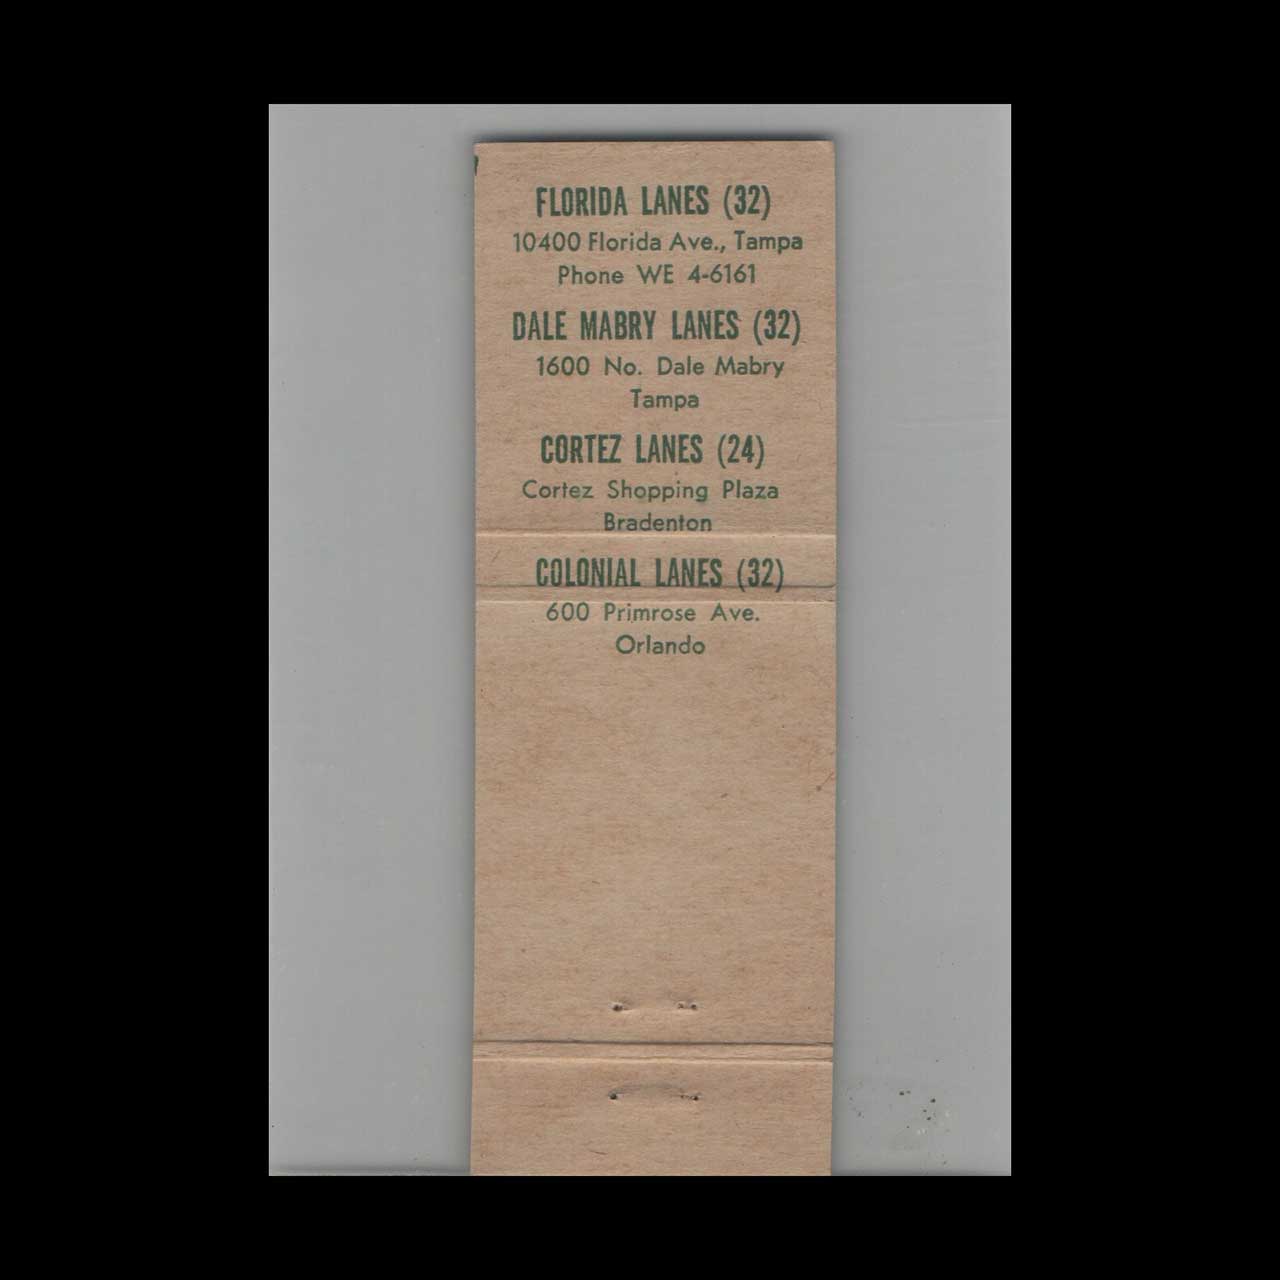 FLORIDA LANES (32)
10400 Florida Ave., Tampa
Phone WE 4-6161
DALE MABRY LANES (32)
1600 No. Dale Mabry
Tampa
CORTEZ LANES (24)
Cortez Shopping Plaza
Bradenton
COLONIAL LANES (32)
600 Primrose Ave.
Orlando